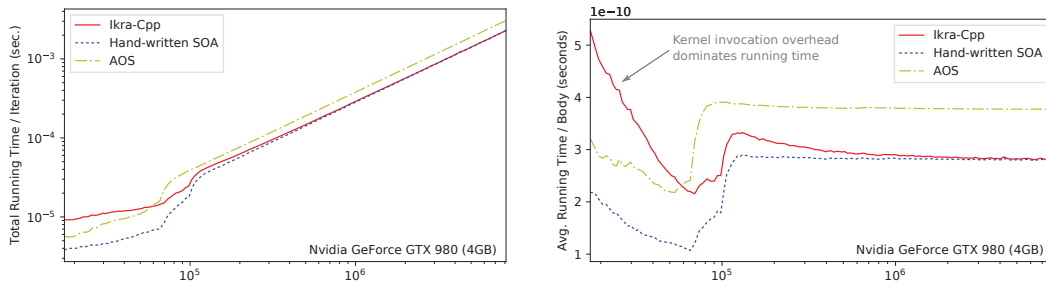 Total Running Time / Iteration (sec.)
Ikra-Cpp
Hand-written SOA
AOS
10⁻³
10⁻⁴
10⁻⁵
Nvidia GeForce GTX 980 (4GB)
10⁵
10⁶
1e−10
Avg. Running Time / Body (seconds)
Kernel invocation overhead
dominates running time
Ikra-Cpp
Hand-written SOA
AOS
5
4
3
2
1
Nvidia GeForce GTX 980 (4GB)
10⁵
10⁶